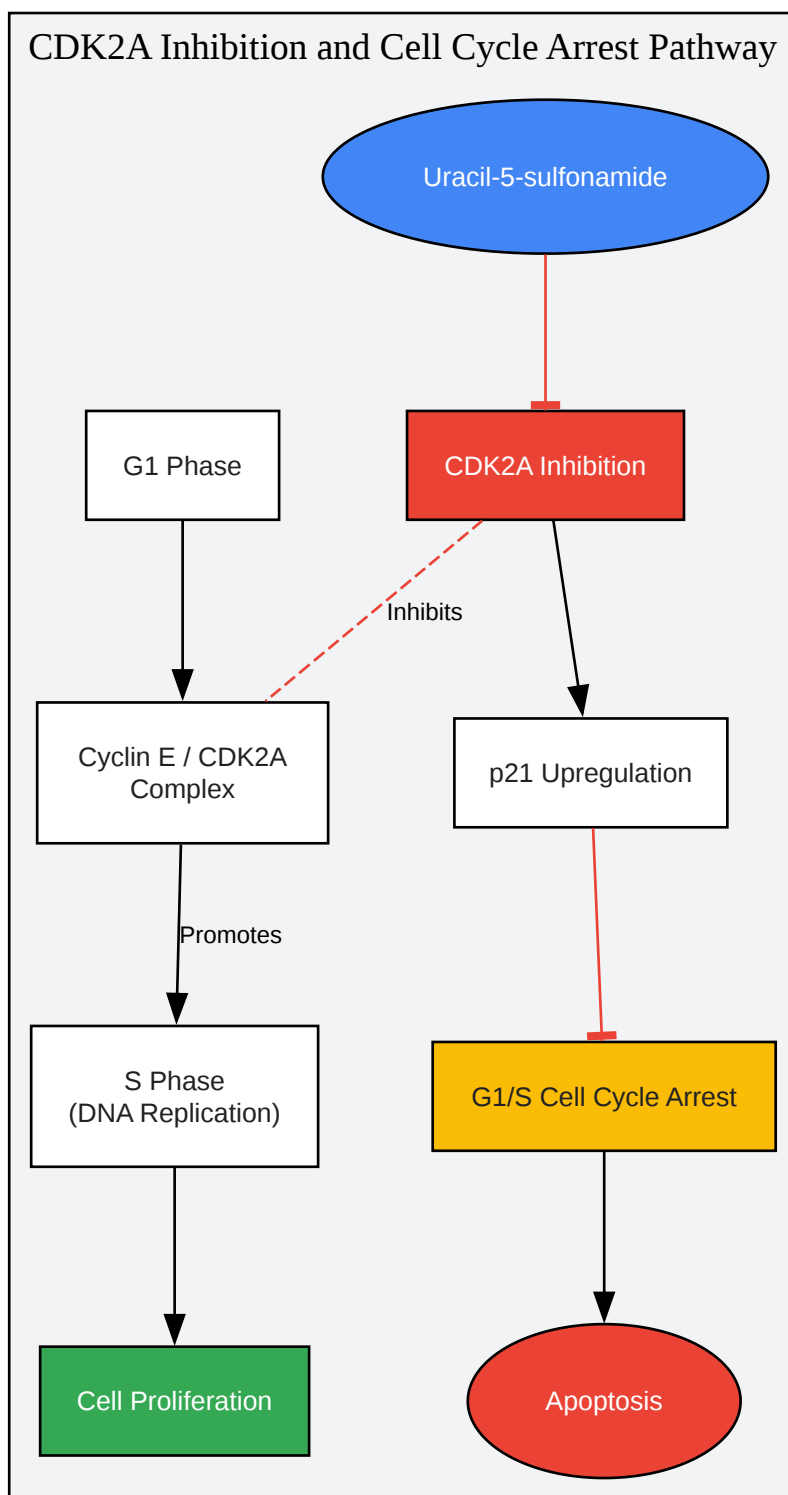 CDK2A Inhibition and Cell Cycle Arrest Pathway
Uracil-5-sulfonamide
G1 Phase
CDK2A Inhibition
Inhibits
Cyclin E / CDK2A
Complex
p21 Upregulation
Promotes
S Phase
(DNA Replication)
G1/S Cell Cycle Arrest
Cell Proliferation
Apoptosis